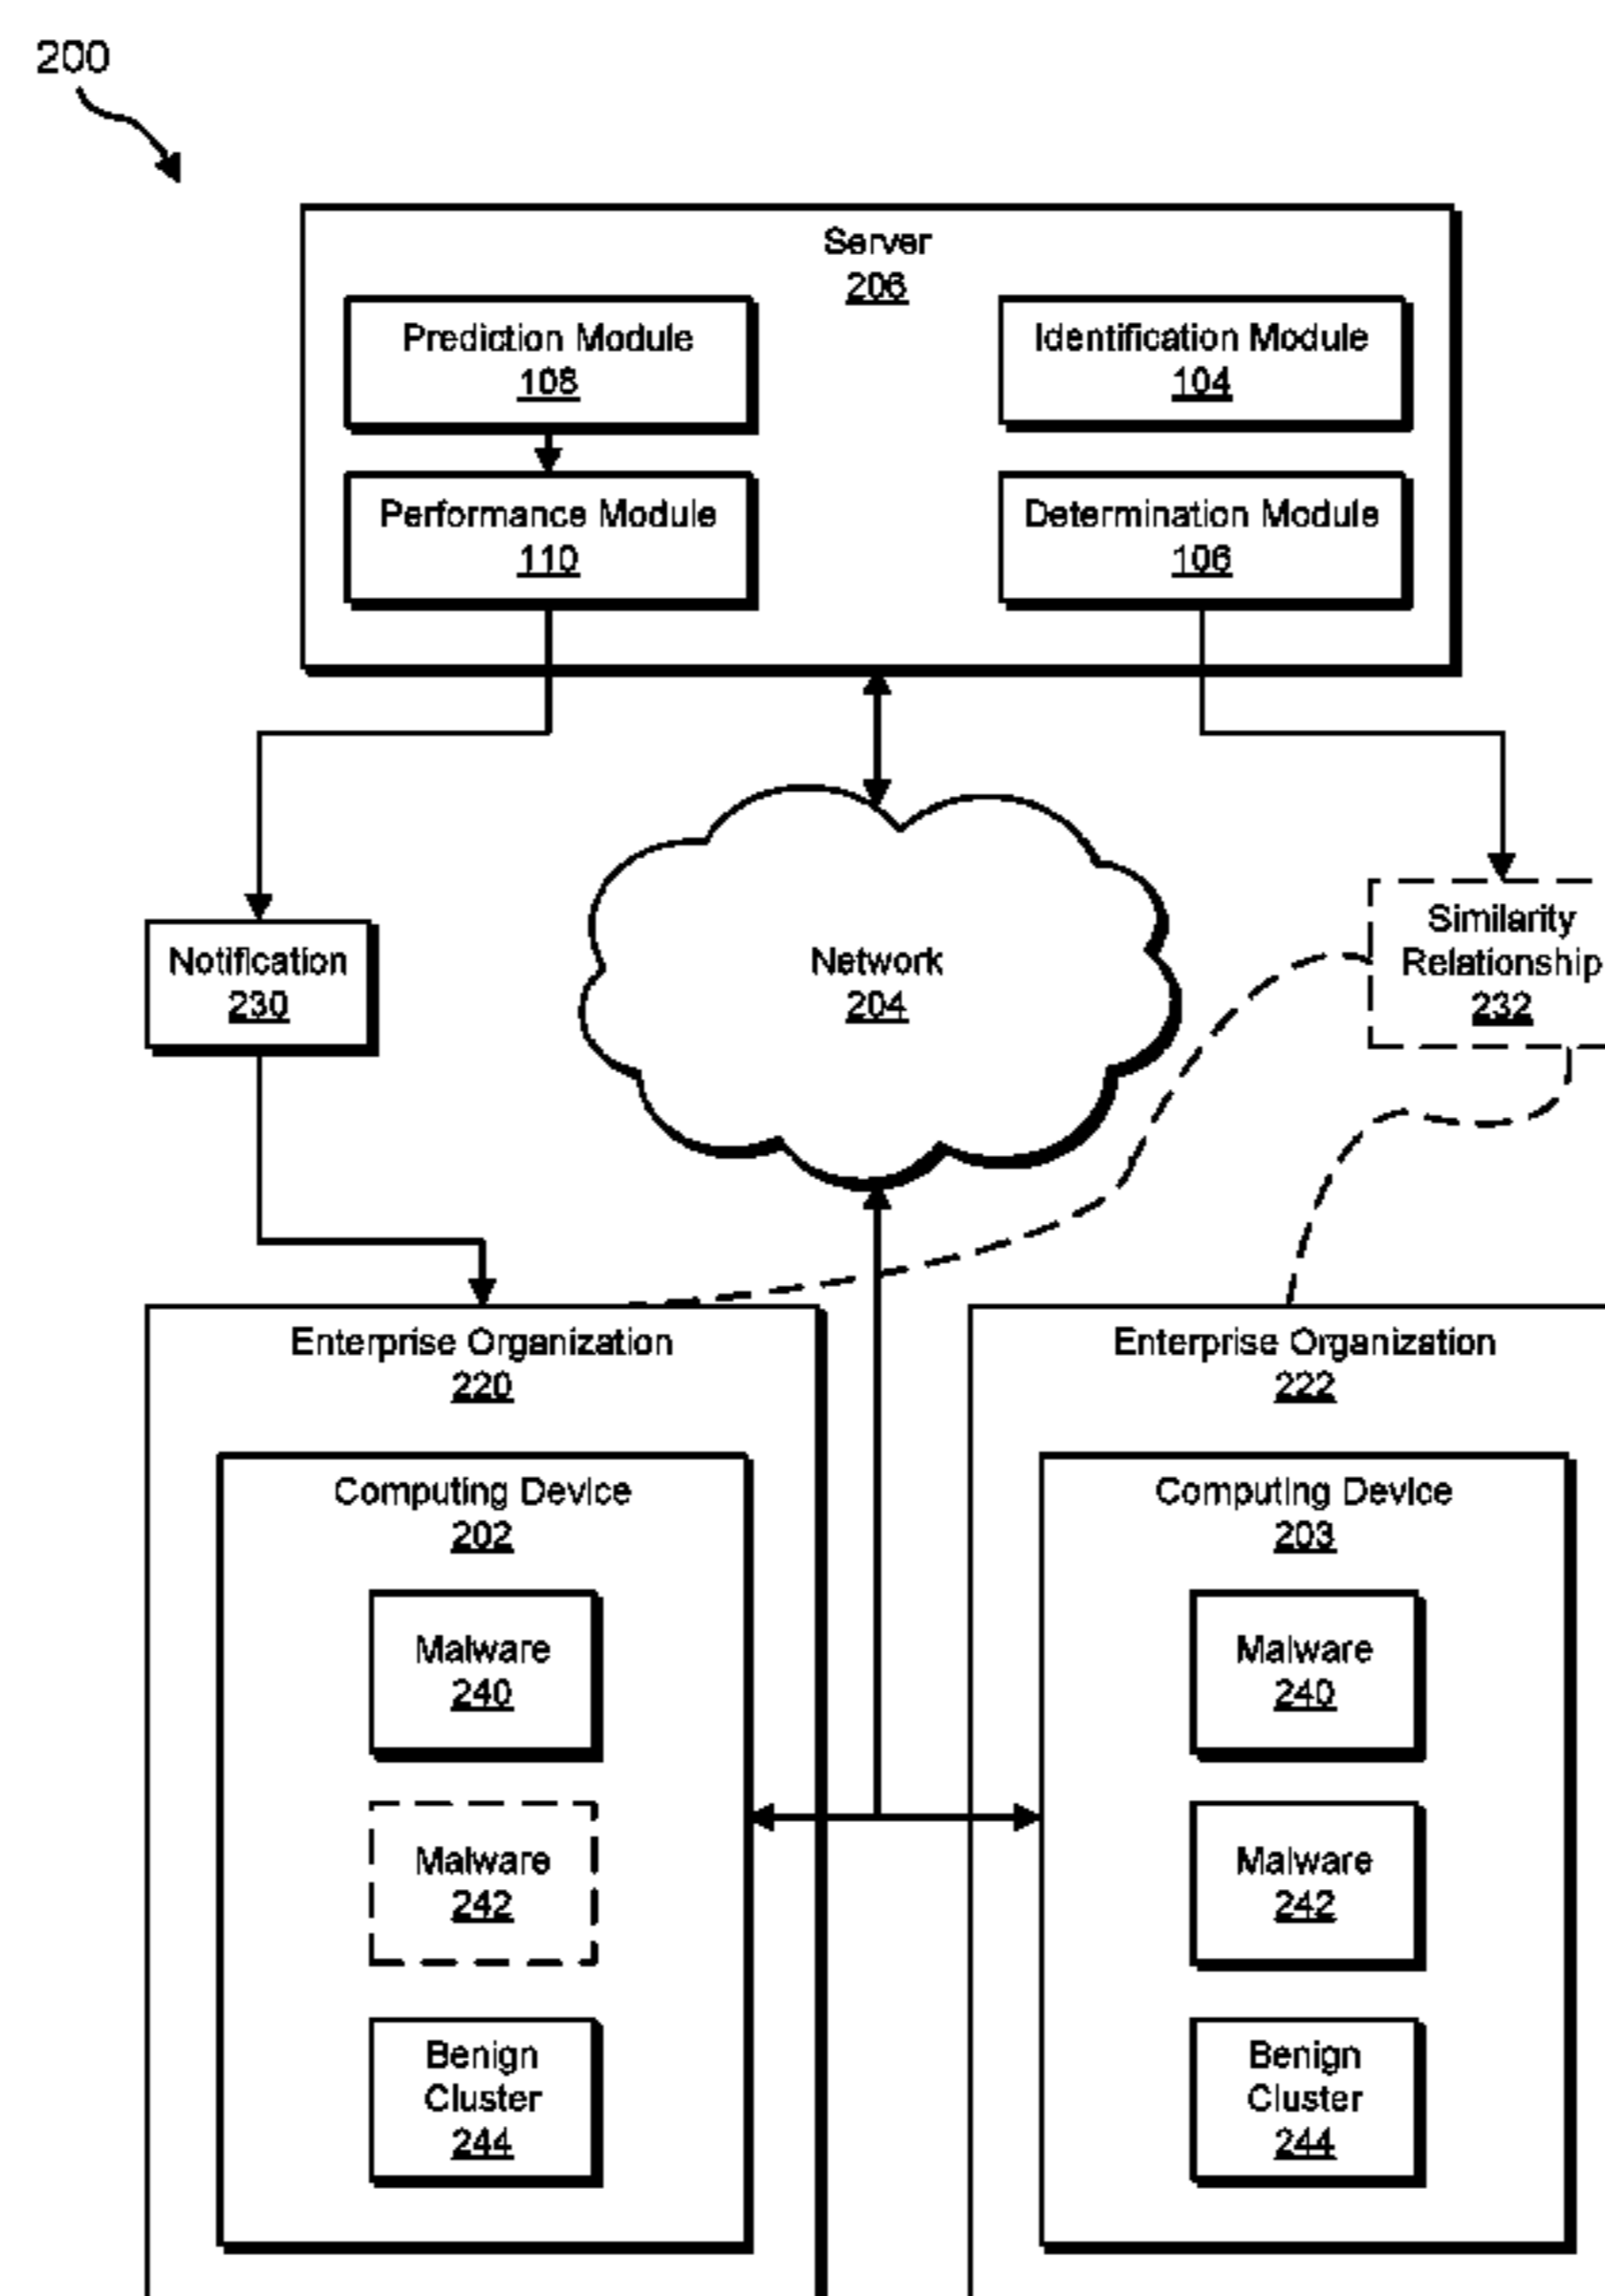 200
Server
206
Prediction Module
108
Identification Module
104
Performance Module
110
Determination Module
106
Notification
230
Network
204
Similarity
Relationship
232
Enterprise Organization
220
Enterprise Organization
222
Computing Device
202
Computing Device
203
Malware
240
Malware
240
Malware
242
Malware
242
Benign
Cluster
244
Benign
Cluster
244